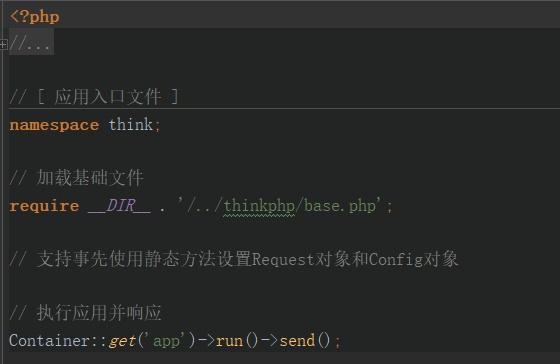 <?php
//...
// [ 应用入口文件 ]
namespace think;
// 加载基础文件
require __DIR__ . '/../thinkphp/base.php';
// 支持事先使用静态方法设置Request对象和Config对象
// 执行应用并响应
Container::get('app')->run()->send();